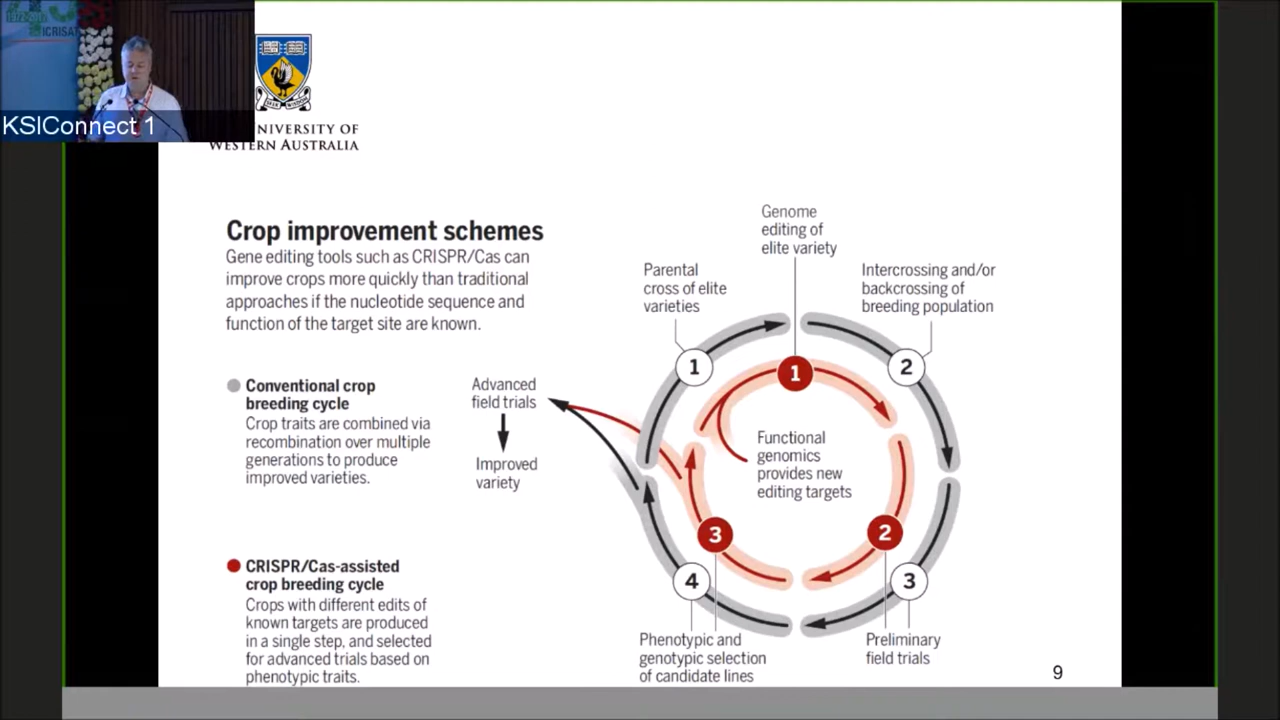 ICRISAT
KSIConnect 1
UNIVERSITY OF
WESTERN AUSTRALIA
Crop improvement schemes
Gene editing tools such as CRISPR/Cas can
improve crops more quickly than traditional
approaches if the nucleotide sequence and
function of the target site are known.
Conventional crop
breeding cycle
Crop traits are combined via
recombination over multiple
generations to produce
improved varieties.
CRISPR/Cas-assisted
crop breeding cycle
Crops with different edits of
known targets are produced
in a single step, and selected
for advanced trials based on
phenotypic traits.
Advanced
field trials
Improved
variety
Parental
cross of elite
varieties
Genome
editing of
elite variety
Intercrossing and/or
backcrossing of
breeding population
1
1
2
Functional
genomics
provides new
editing targets
3
2
4
3
Phenotypic and
genotypic selection
of candidate lines
Preliminary
field trials
9